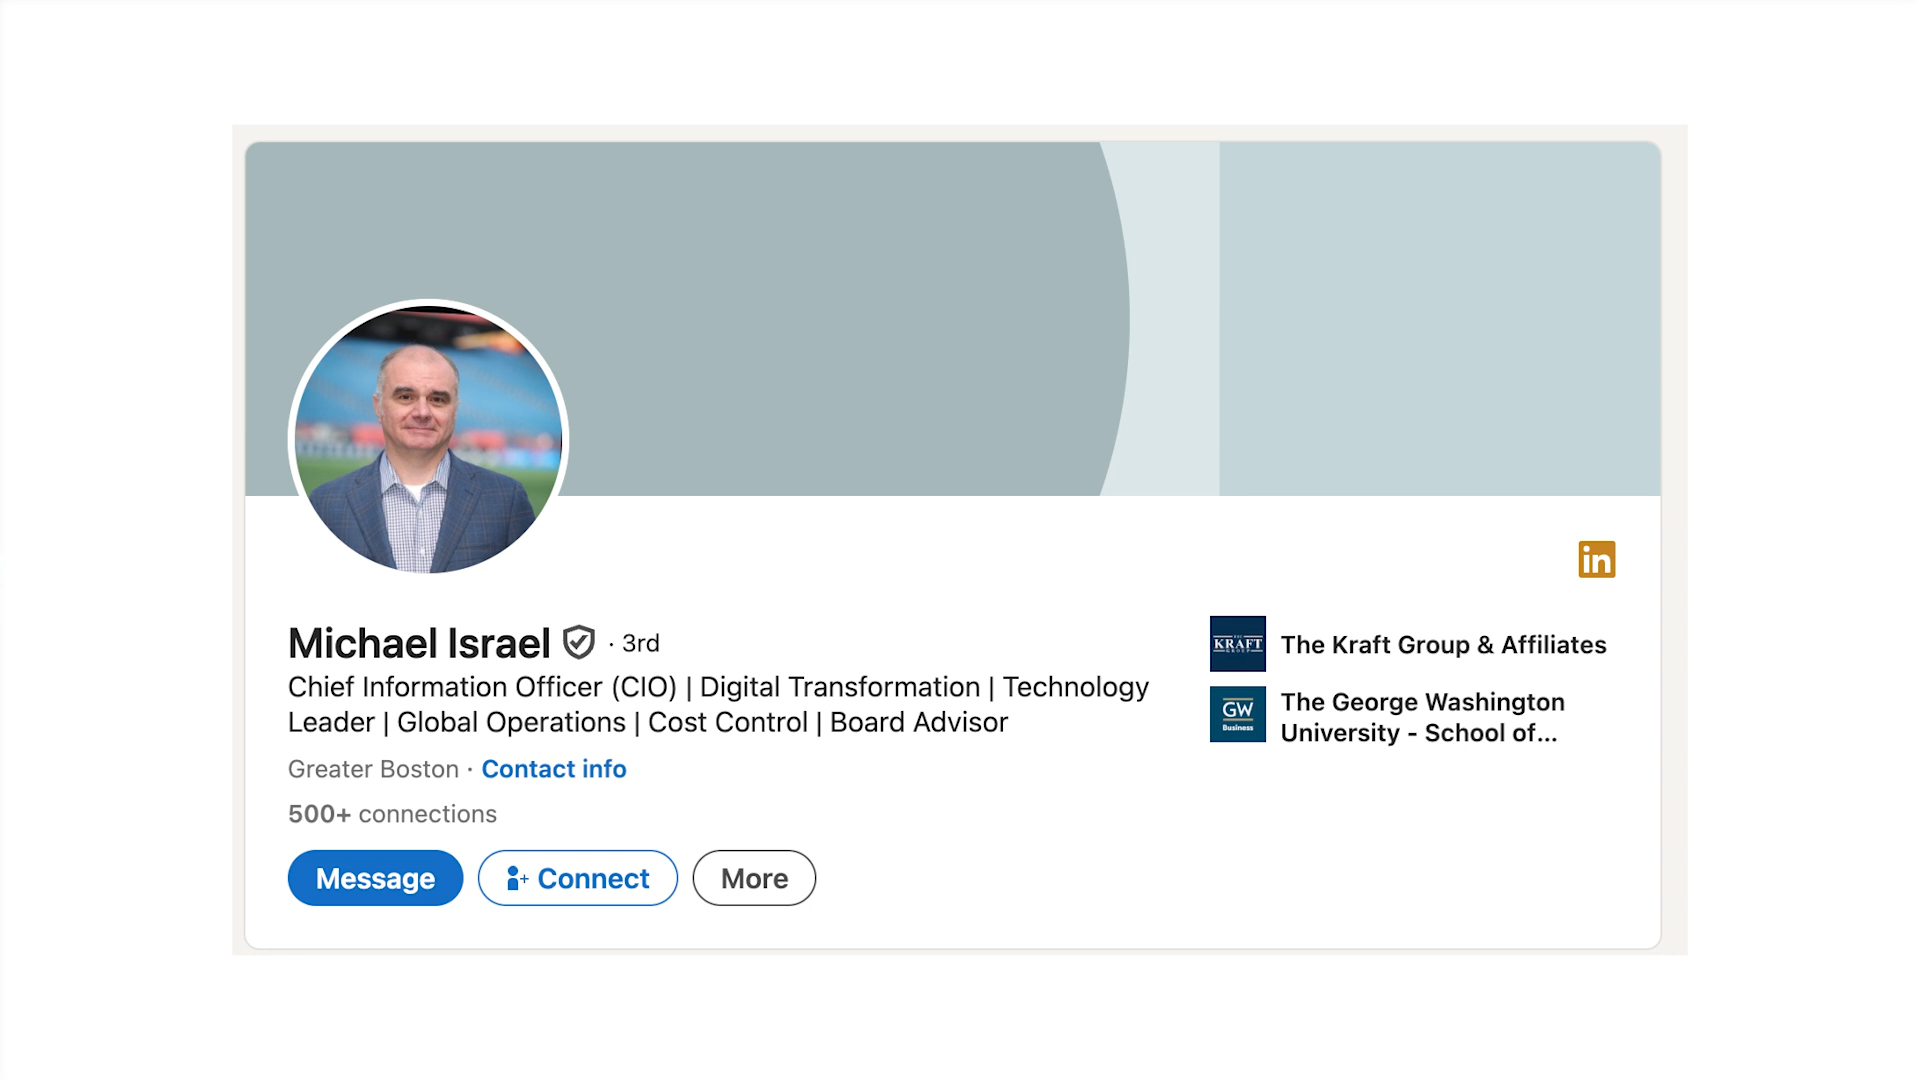 in
Michael Israel · 3rd
Chief Information Officer (CIO) | Digital Transformation | Technology
Leader | Global Operations | Cost Control | Board Advisor
Greater Boston · Contact info
500+ connections
Message
Connect
More
KRAFT
GROUP
The Kraft Group & Affiliates
GW
Business
The George Washington
University - School of...